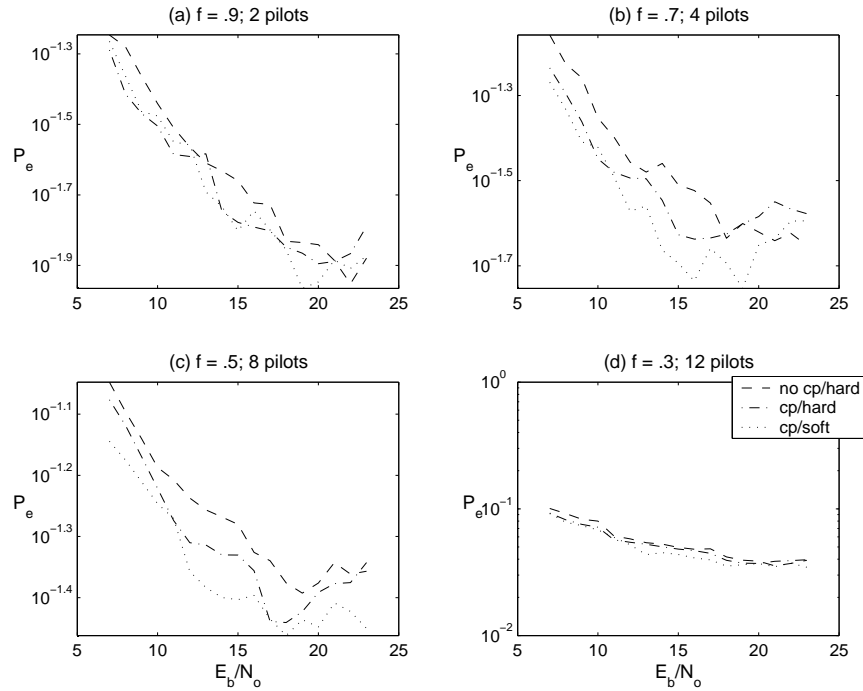 (a) f = .9; 2 pilots
10^-1.3
10^-1.5
10^-1.7
10^-1.9
P_e
5 10 15 20 25
(b) f = .7; 4 pilots
10^-1.3
10^-1.5
10^-1.7
P_e
5 10 15 20 25
(c) f = .5; 8 pilots
10^-1.1
10^-1.2
10^-1.3
10^-1.4
P_e
5 10 15 20 25
E_b/N_o
(d) f = .3; 12 pilots
10^0
10^-1
10^-2
P_e
no cp/hard
cp/hard
cp/soft
5 10 15 20 25
E_b/N_o